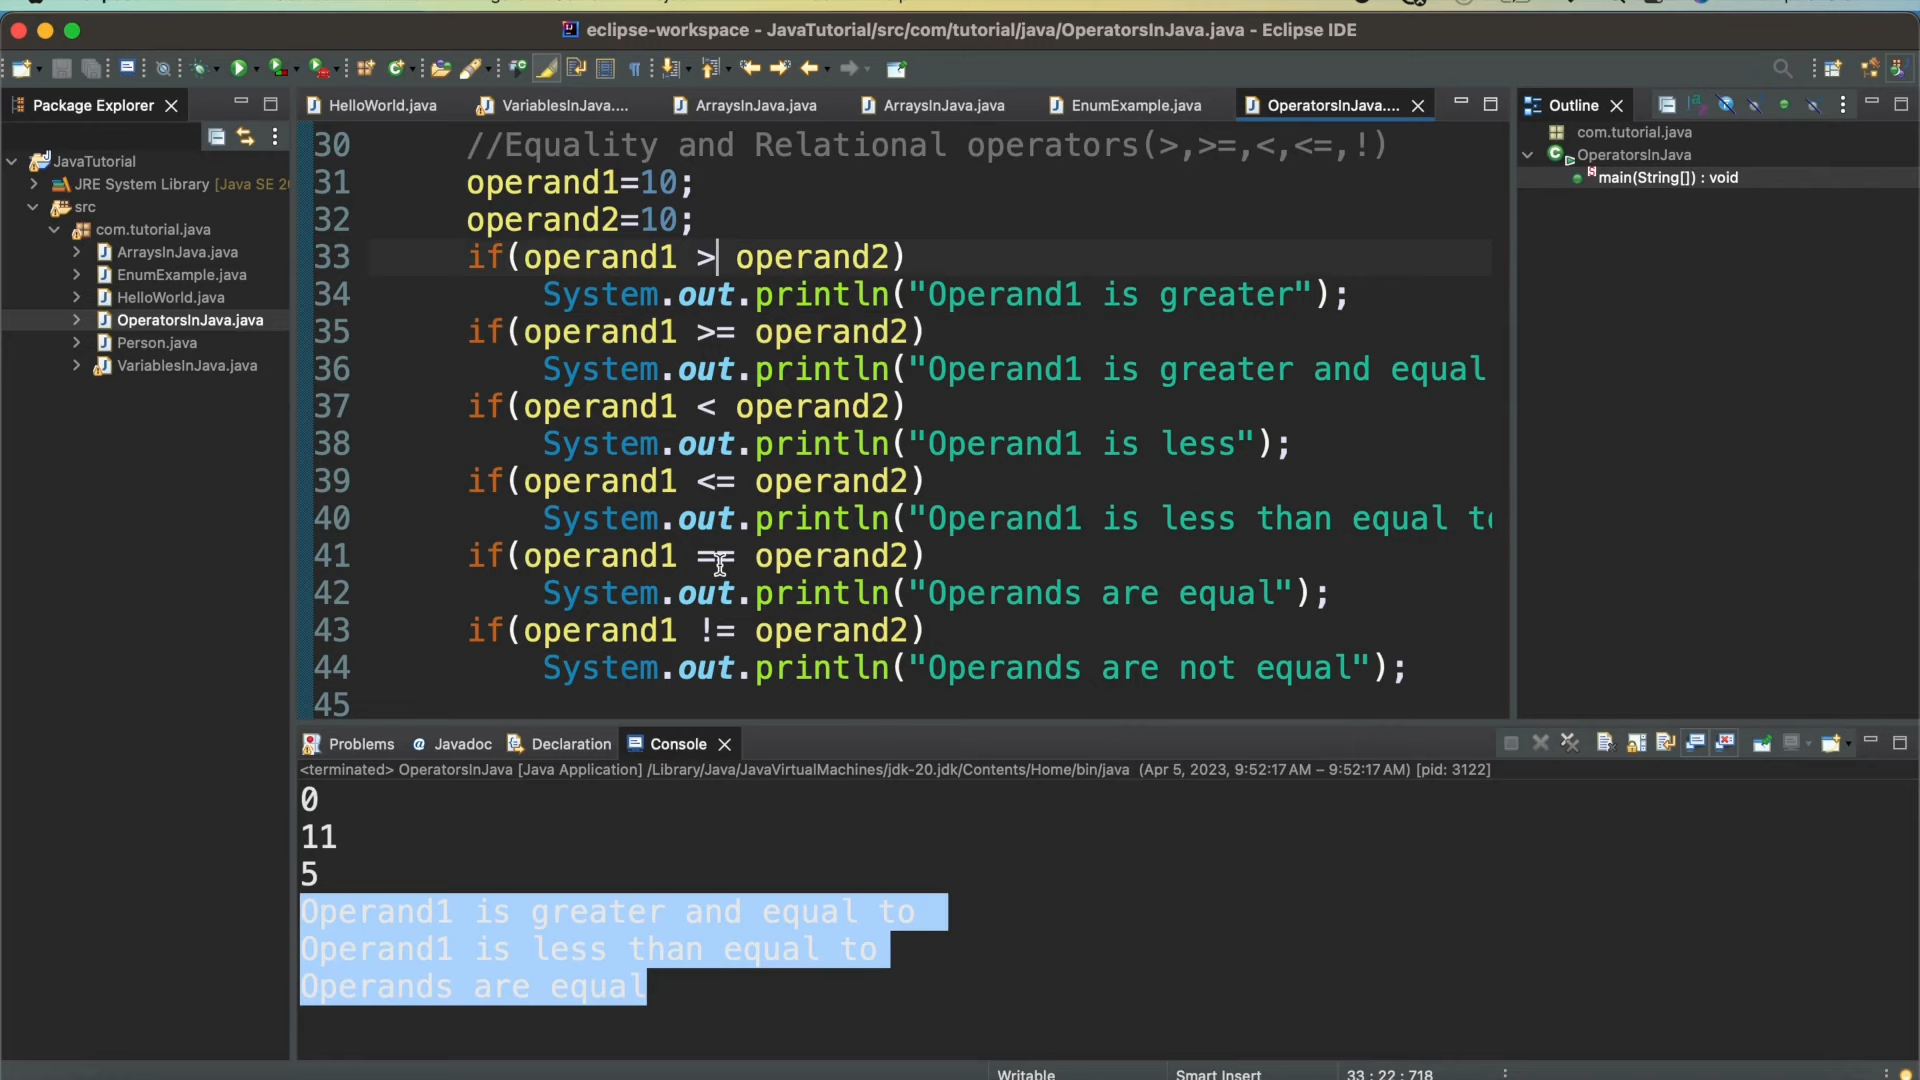 eclipse-workspace - JavaTutorial/src/com/tutorial/java/OperatorsInJava.java - Eclipse IDE
Package Explorer
HelloWorld.java
VariablesInJava....
ArraysInJava.java
ArraysInJava.java
EnumExample.java
OperatorsInJava....
Outline
JavaTutorial
JRE System Library [Java SE 20
src
com.tutorial.java
ArraysInJava.java
EnumExample.java
HelloWorld.java
OperatorsInJava.java
Person.java
VariablesInJava.java
30 //Equality and Relational operators(>,>=,<,<=,!)
31 operand1=10;
32 operand2=10;
33 if(operand1 > operand2)
34 System.out.println("Operand1 is greater");
35 if(operand1 >= operand2)
36 System.out.println("Operand1 is greater and equal
37 if(operand1 < operand2)
38 System.out.println("Operand1 is less");
39 if(operand1 <= operand2)
40 System.out.println("Operand1 is less than equal to
41 if(operand1 == operand2)
42 System.out.println("Operands are equal");
43 if(operand1 != operand2)
44 System.out.println("Operands are not equal");
45
com.tutorial.java
OperatorsInJava
main(String[]) : void
Problems @ Javadoc Declaration Console
<terminated> OperatorsInJava [Java Application] /Library/Java/JavaVirtualMachines/jdk-20.jdk/Contents/Home/bin/java (Apr 5, 2023, 9:52:17 AM – 9:52:17 AM) [pid: 3122]
0
11
5
Operand1 is greater and equal to
Operand1 is less than equal to
Operands are equal
Writable Smart Insert 33 : 22 : 718